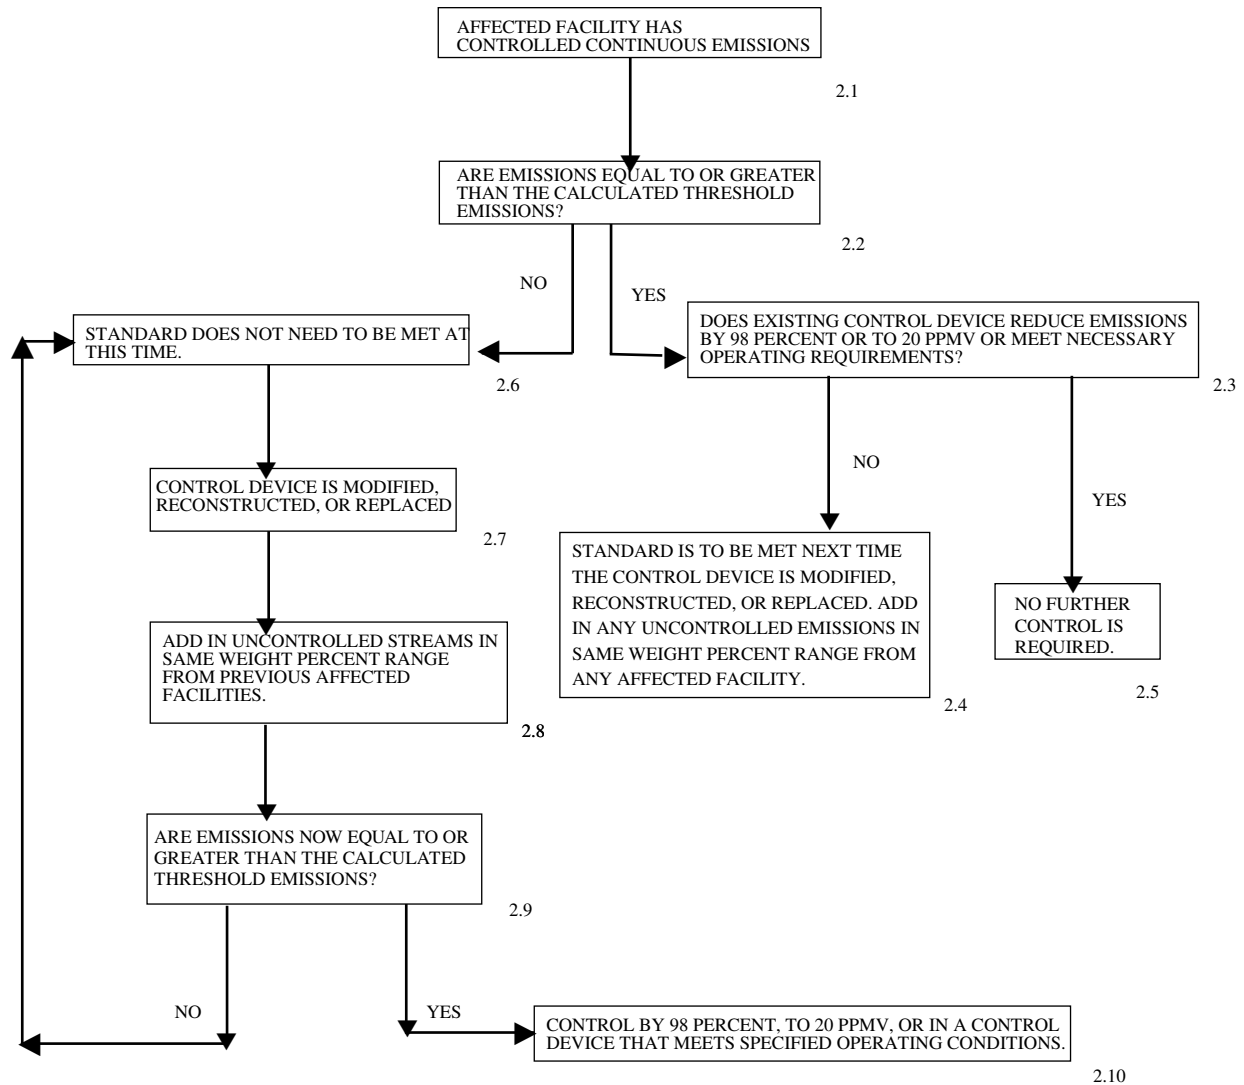 AFFECTED FACILITY HAS
CONTROLLED CONTINUOUS EMISSIONS
2.1
ARE EMISSIONS EQUAL TO OR GREATER
THAN THE CALCULATED THRESHOLD
EMISSIONS?
2.2
NO
YES
STANDARD DOES NOT NEED TO BE MET AT
THIS TIME.
2.6
DOES EXISTING CONTROL DEVICE REDUCE EMISSIONS
BY 98 PERCENT OR TO 20 PPMV OR MEET NECESSARY
OPERATING REQUIREMENTS?
2.3
NO
YES
CONTROL DEVICE IS MODIFIED,
RECONSTRUCTED, OR REPLACED
2.7
STANDARD IS TO BE MET NEXT TIME
THE CONTROL DEVICE IS MODIFIED,
RECONSTRUCTED, OR REPLACED. ADD
IN ANY UNCONTROLLED EMISSIONS IN
SAME WEIGHT PERCENT RANGE FROM
ANY AFFECTED FACILITY.
2.4
NO FURTHER
CONTROL IS
REQUIRED.
2.5
ADD IN UNCONTROLLED STREAMS IN
SAME WEIGHT PERCENT RANGE
FROM PREVIOUS AFFECTED
FACILITIES.
2.8
ARE EMISSIONS NOW EQUAL TO OR
GREATER THAN THE CALCULATED
THRESHOLD EMISSIONS?
2.9
NO
YES
CONTROL BY 98 PERCENT, TO 20 PPMV, OR IN A CONTROL
DEVICE THAT MEETS SPECIFIED OPERATING CONDITIONS.
2.10